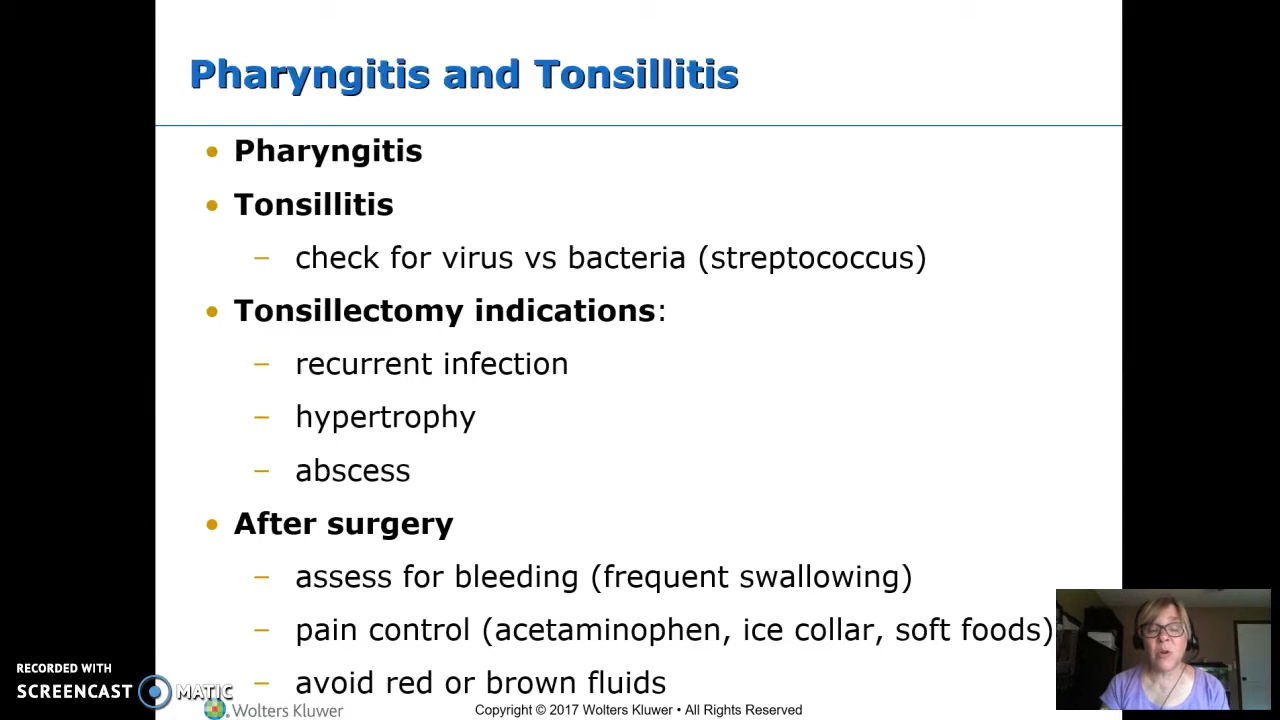 Pharyngitis and Tonsillitis
• Pharyngitis
• Tonsillitis
– check for virus vs bacteria (streptococcus)
• Tonsillectomy indications:
– recurrent infection
– hypertrophy
– abscess
• After surgery
– assess for bleeding (frequent swallowing)
– pain control (acetaminophen, ice collar, soft foods)
– avoid red or brown fluids
RECORDED WITH
SCREENCAST MATIC
Wolters Kluwer
Copyright © 2017 Wolters Kluwer • All Rights Reserved